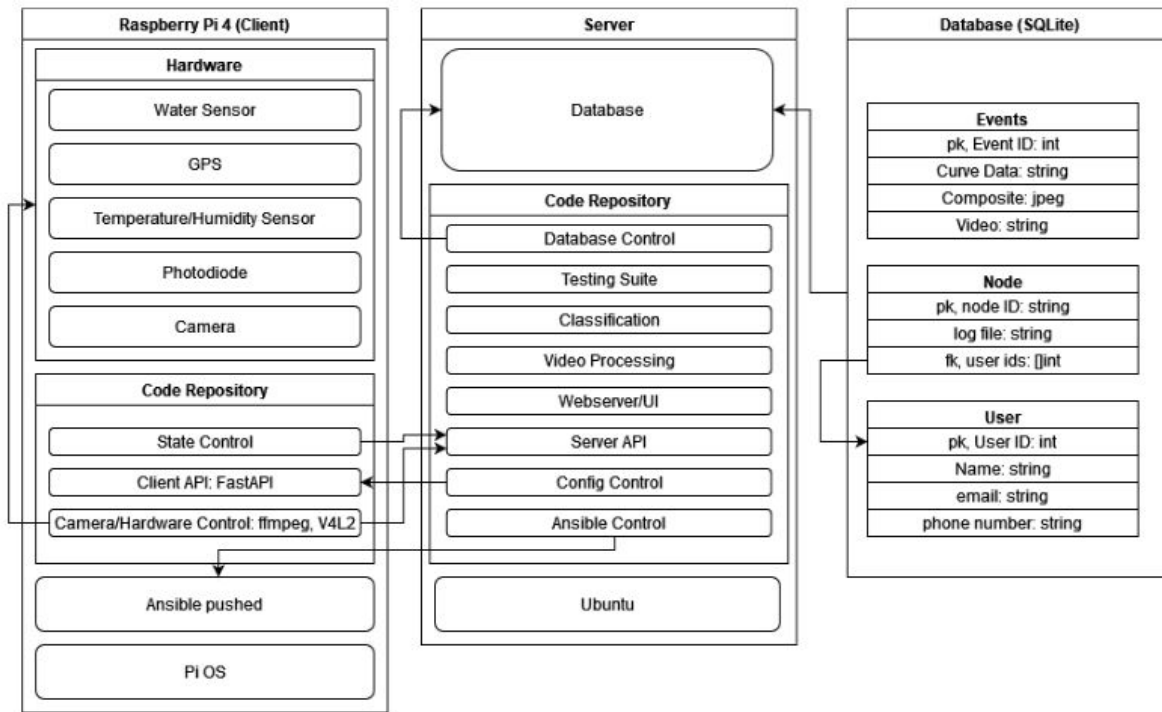 Raspberry Pi 4 (Client)
Hardware
Water Sensor
GPS
Temperature/Humidity Sensor
Photodiode
Camera
Code Repository
State Control
Client API: FastAPI
Camera/Hardware Control: ffmpeg, V4L2
Ansible pushed
Pi OS
Server
Database
Code Repository
Database Control
Testing Suite
Classification
Video Processing
Webserver/UI
Server API
Config Control
Ansible Control
Ubuntu
Database (SQLite)
Events
pk, Event ID: int
Curve Data: string
Composite: jpeg
Video: string
Node
pk, node ID: string
log file: string
fk, user ids: []int
User
pk, User ID: int
Name: string
email: string
phone number: string